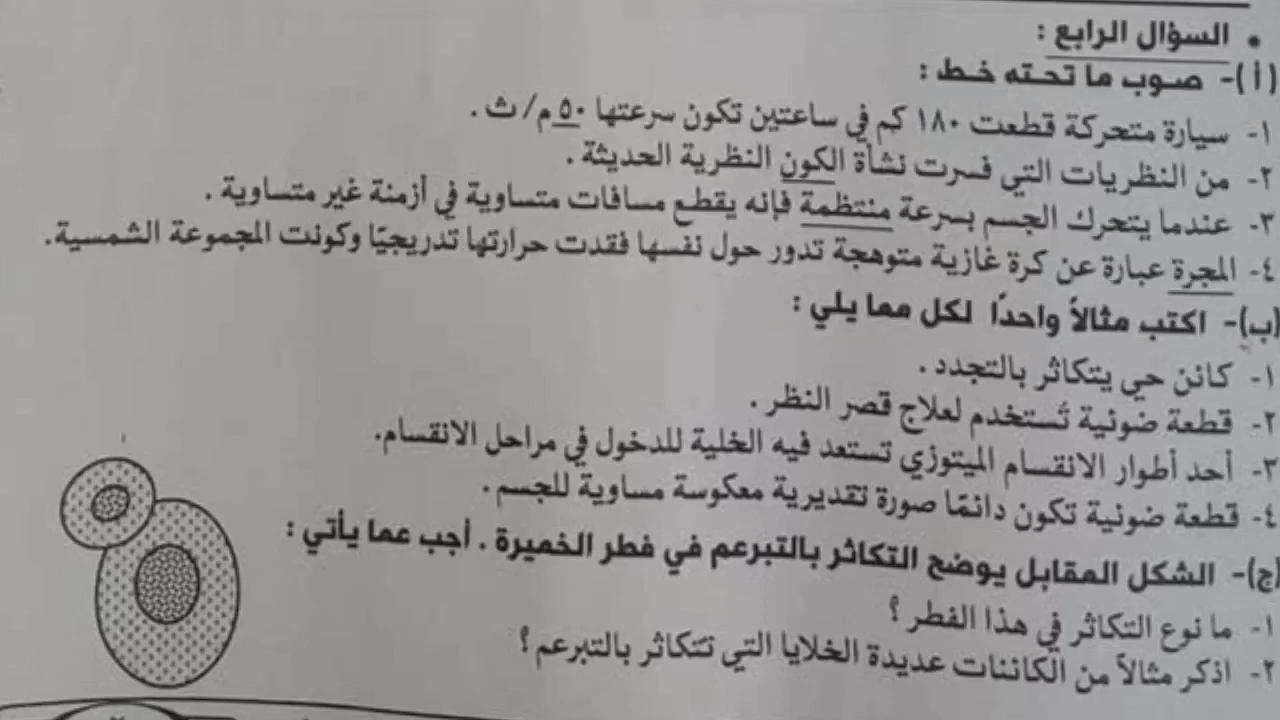 • السؤال الرابع :
(أ)- صوب ما تحته خط :
١- سيارة متحركة قطعت ١٨٠ كم في ساعتين تكون سرعتها ٥٠ م/ث .
٢- من النظريات التي فسرت نشأة الكون النظرية الحديثة .
٣- عندما يتحرك الجسم بسرعة منتظمة فإنه يقطع مسافات متساوية في أزمنة غير متساوية .
٤- المجرة عبارة عن كرة غازية متوهجة تدور حول نفسها فقدت حرارتها تدريجيًا وكونت المجموعة الشمسية.
(ب)- اكتب مثالاً واحدًا لكل مما يلي :
١- كائن حي يتكاثر بالتجدد .
٢- قطعة ضوئية تُستخدم لعلاج قصر النظر .
٣- أحد أطوار الانقسام الميتوزي تستعد فيه الخلية للدخول في مراحل الانقسام.
٤- قطعة ضوئية تكون دائمًا صورة تقديرية معكوسة مساوية للجسم.
(ج)- الشكل المقابل يوضح التكاثر بالتبرعم في فطر الخميرة . أجب عما يأتي :
١- ما نوع التكاثر في هذا الفطر ؟
٢- اذكر مثالاً من الكائنات عديدة الخلايا التي تتكاثر بالتبرعم ؟